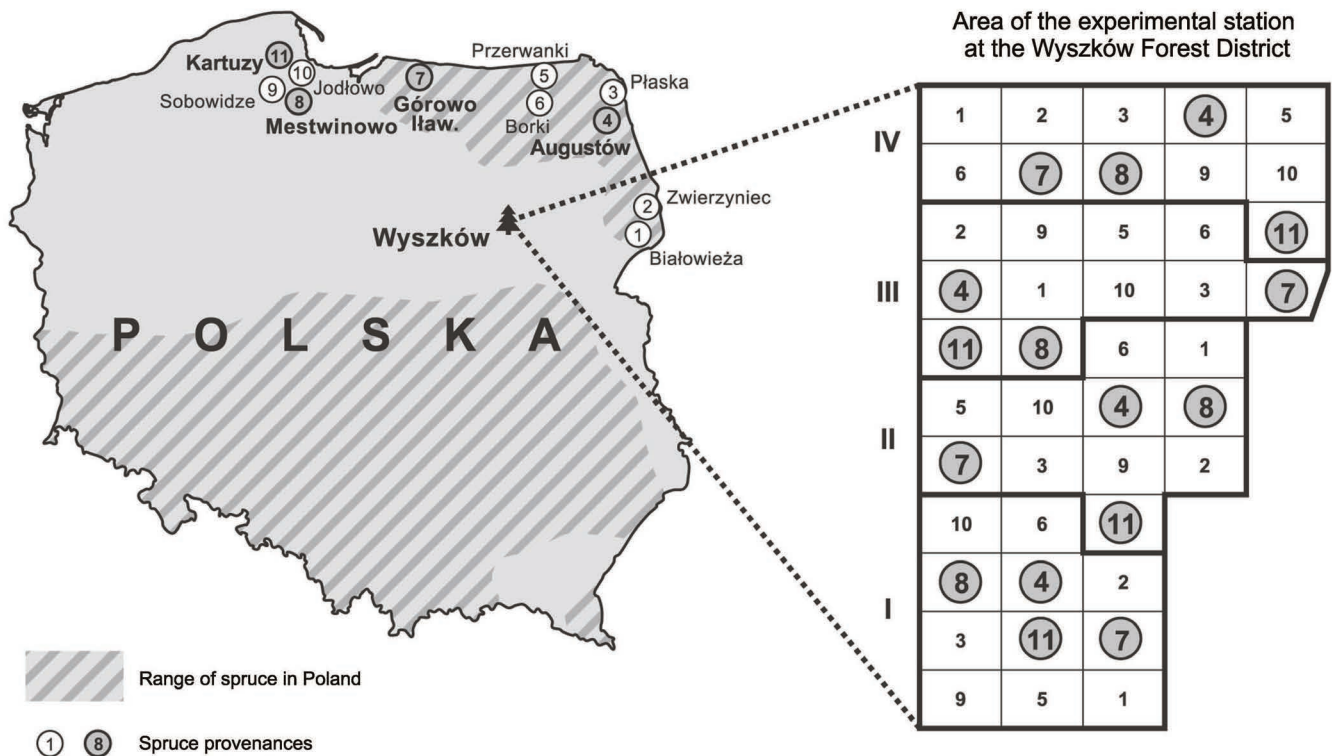 Area of the experimental station
at the Wyszków Forest District
Kartuzy 11
10 Jodłowo
9 Sobowidze
8 Mestwinowo
7 Górowo
Iław.
Przerwanki
5
6
Borki
3 Płaska
4
Augustów
2 Zwierzyniec
1
Białowieża
Wyszków
POLSKA
Range of spruce in Poland
1 8 Spruce provenances
IV
1 2 3 4 5
6 7 8 9 10
2 9 5 6 11
III
4 1 10 3 7
11 8 6 1
II
5 10 4 8
7 3 9 2
10 6 11
I
8 4 2
3 11 7
9 5 1